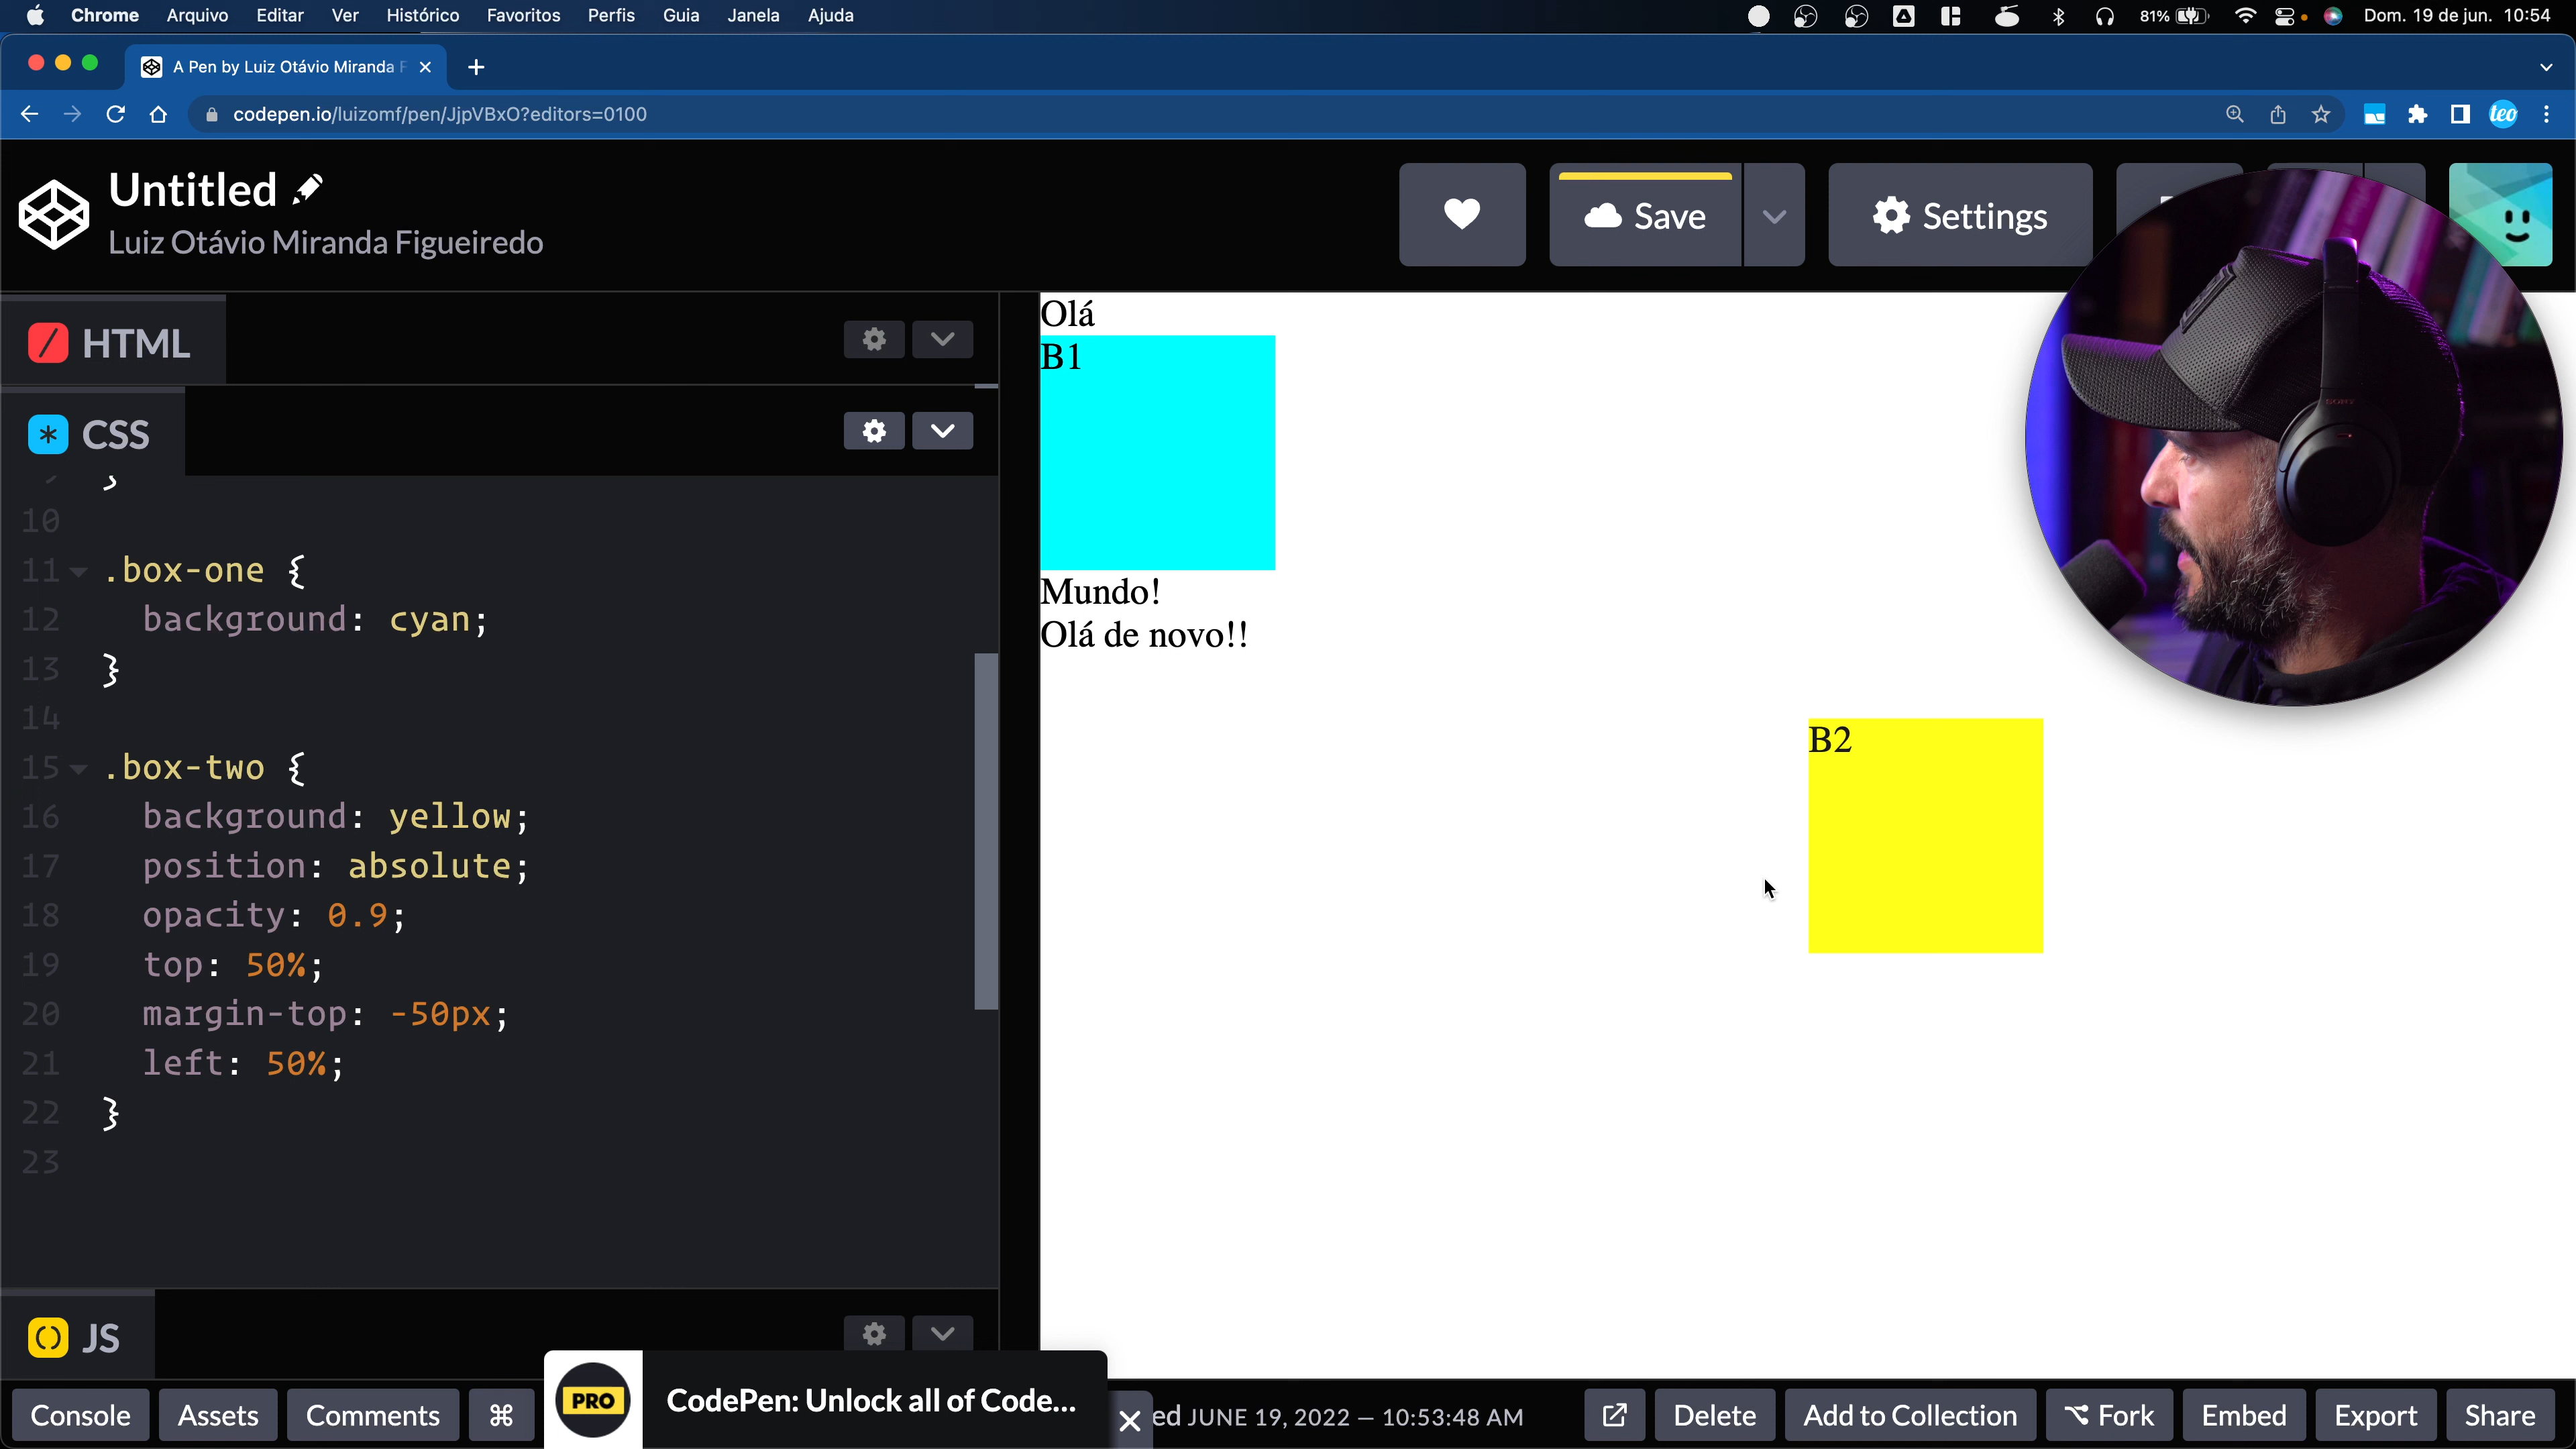 Chrome Arquivo Editar Ver Histórico Favoritos Perfis Guia Janela Ajuda 81% Dom. 19 de jun. 10:54
A Pen by Luiz Otávio Miranda F
codepen.io/luizomf/pen/JjpVBxO?editors=0100 teo
Untitled
Luiz Otávio Miranda Figueiredo
Save
Settings
HTML
CSS
9 }
10
11 .box-one {
12 background: cyan;
13 }
14
15 .box-two {
16 background: yellow;
17 position: absolute;
18 opacity: 0.9;
19 top: 50%;
20 margin-top: -50px;
21 left: 50%;
22 }
23
JS
Olá
B1
Mundo!
Olá de novo!!
B2
SONY
Console Assets Comments ⌘
PRO CodePen: Unlock all of Code...
ed JUNE 19, 2022 — 10:53:48 AM
Delete Add to Collection Fork Embed Export Share